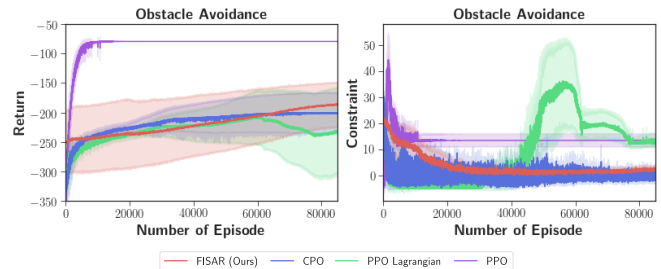 Obstacle Avoidance
−50
−100
−150
−200
−250
−300
−350
Return
0
20000
40000
60000
80000
Number of Episode
Obstacle Avoidance
50
40
30
20
10
0
Constraint
0
20000
40000
60000
80000
Number of Episode
FISAR (Ours)
CPO
PPO Lagrangian
PPO